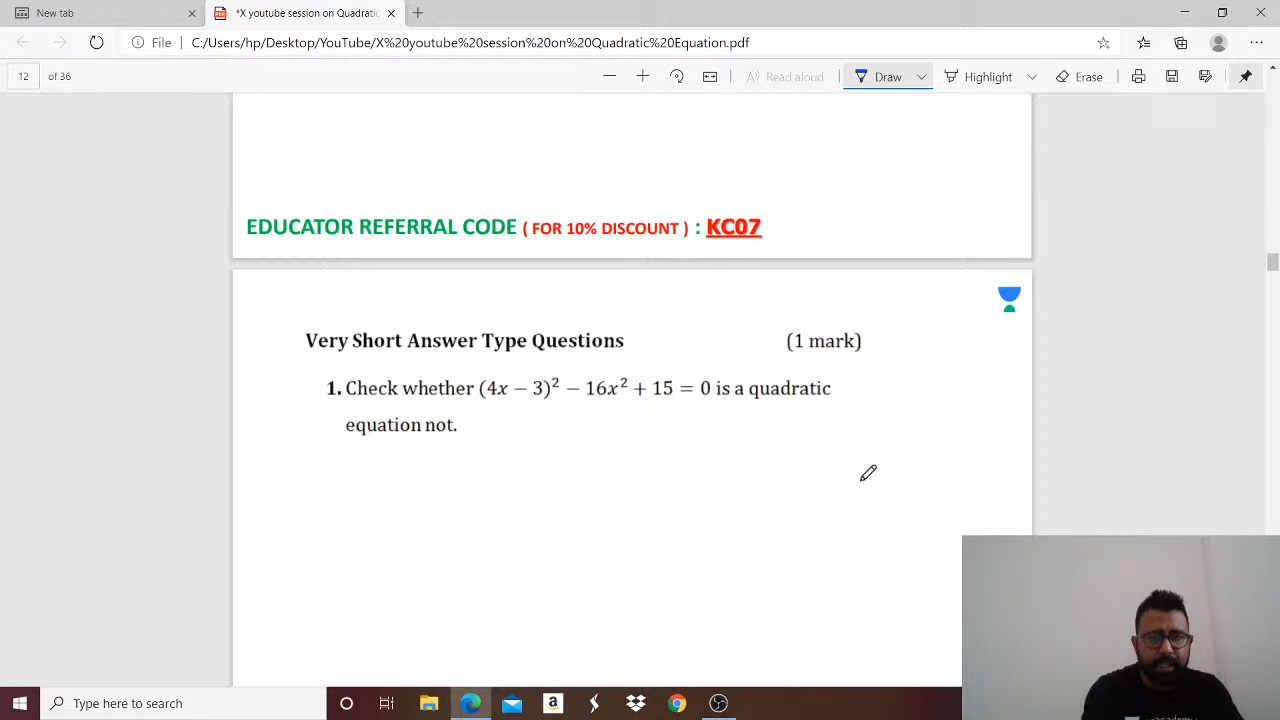 New tab
*X youtube session on Quadratic
File C:/Users/hp/Desktop/YouTube/X%20youtube%20session%20on%20Quadratic%20Equation.pdf
12 of 36 Read aloud Draw Highlight Erase
EDUCATOR REFERRAL CODE ( FOR 10% DISCOUNT ) : KC07
Very Short Answer Type Questions (1 mark)
1. Check whether (4x − 3)² − 16x² + 15 = 0 is a quadratic
equation not.
Type here to search